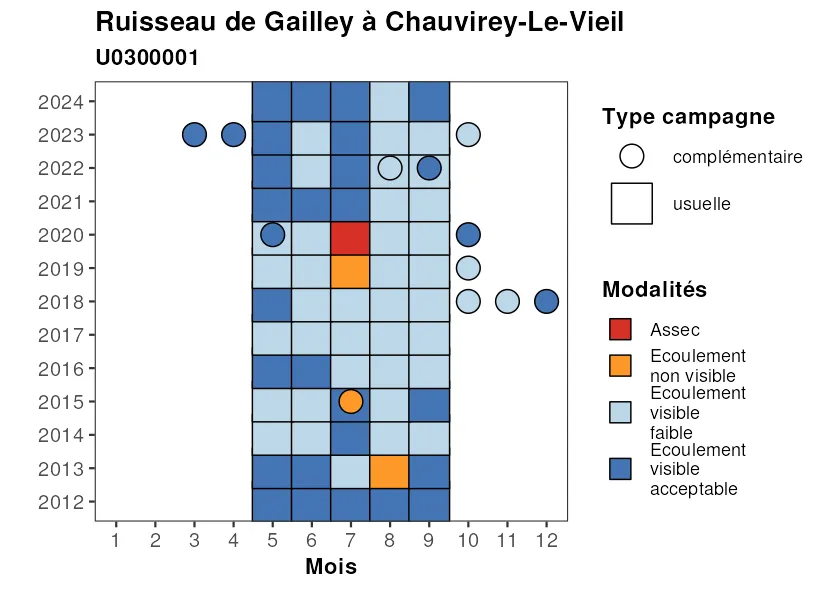 Ruisseau de Gailley à Chauvirey-Le-Vieil
U0300001
2024
2023
2022
2021
2020
2019
2018
2017
2016
2015
2014
2013
2012
1 2 3 4 5 6 7 8 9 10 11 12
Mois
Type campagne
complémentaire
usuelle
Modalités
Assec
Ecoulement
non visible
Ecoulement
visible
faible
Ecoulement
visible
acceptable